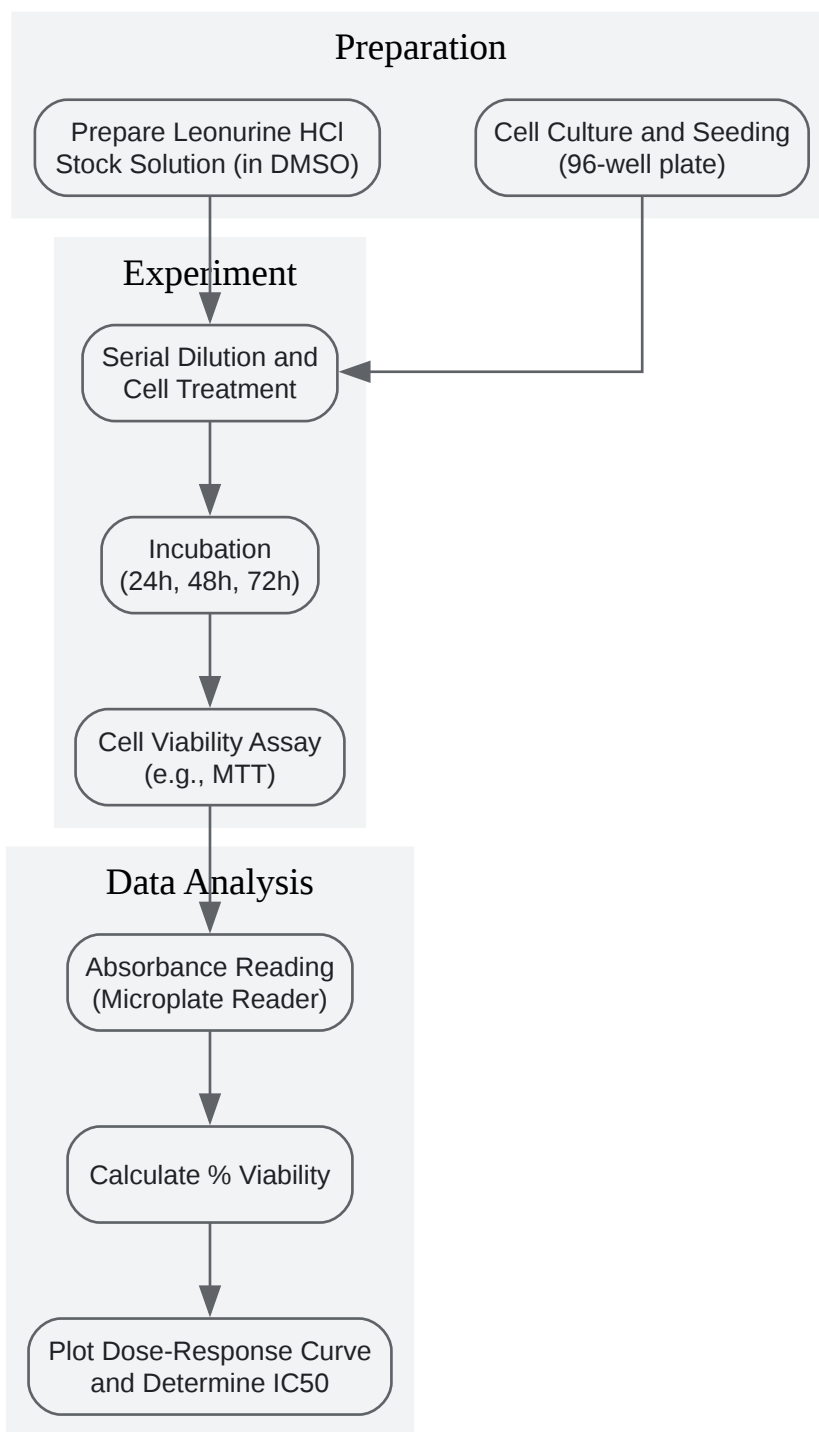 Preparation
Prepare Leonurine HCl
Stock Solution (in DMSO)
Cell Culture and Seeding
(96-well plate)
Experiment
Serial Dilution and
Cell Treatment
Incubation
(24h, 48h, 72h)
Cell Viability Assay
(e.g., MTT)
Data Analysis
Absorbance Reading
(Microplate Reader)
Calculate % Viability
Plot Dose-Response Curve
and Determine IC50